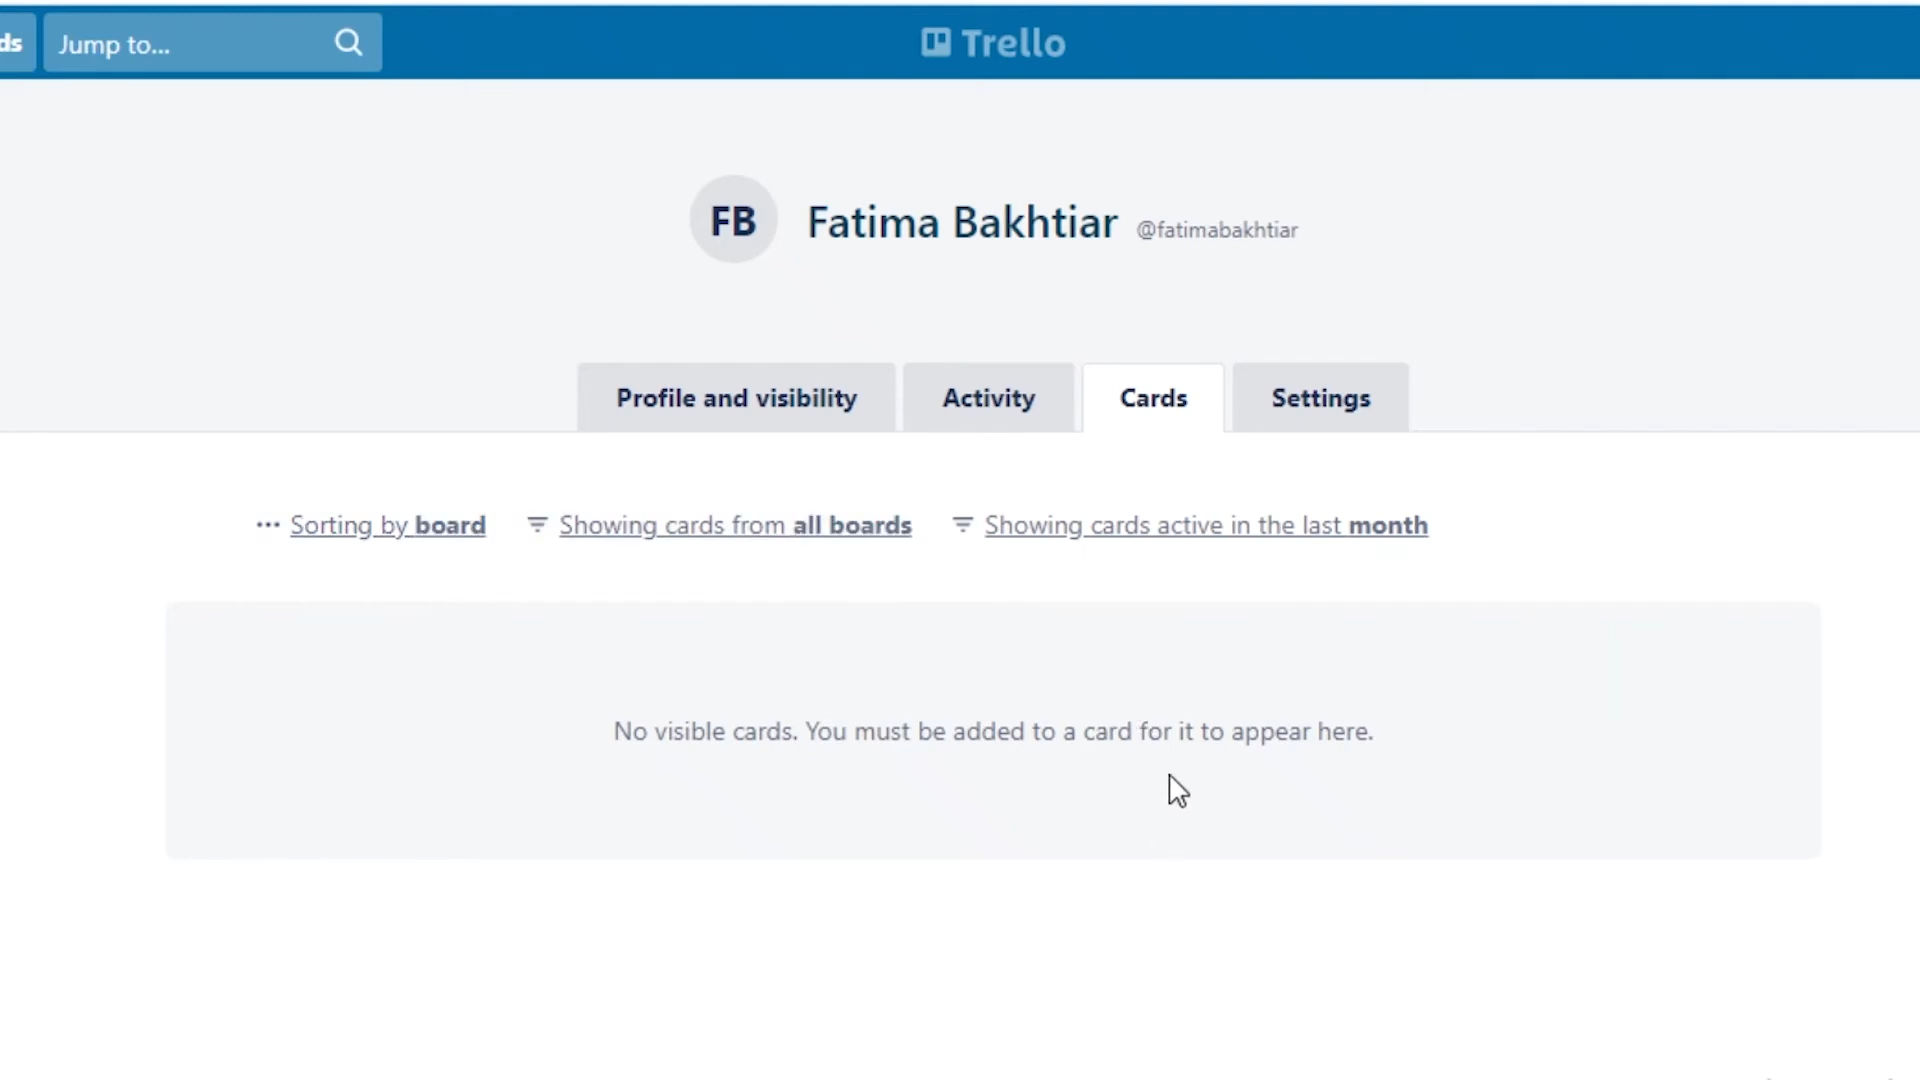 ds Jump to... Trello
FB Fatima Bakhtiar @fatimabakhtiar
Profile and visibility Activity Cards Settings
Sorting by board Showing cards from all boards Showing cards active in the last month
No visible cards. You must be added to a card for it to appear here.